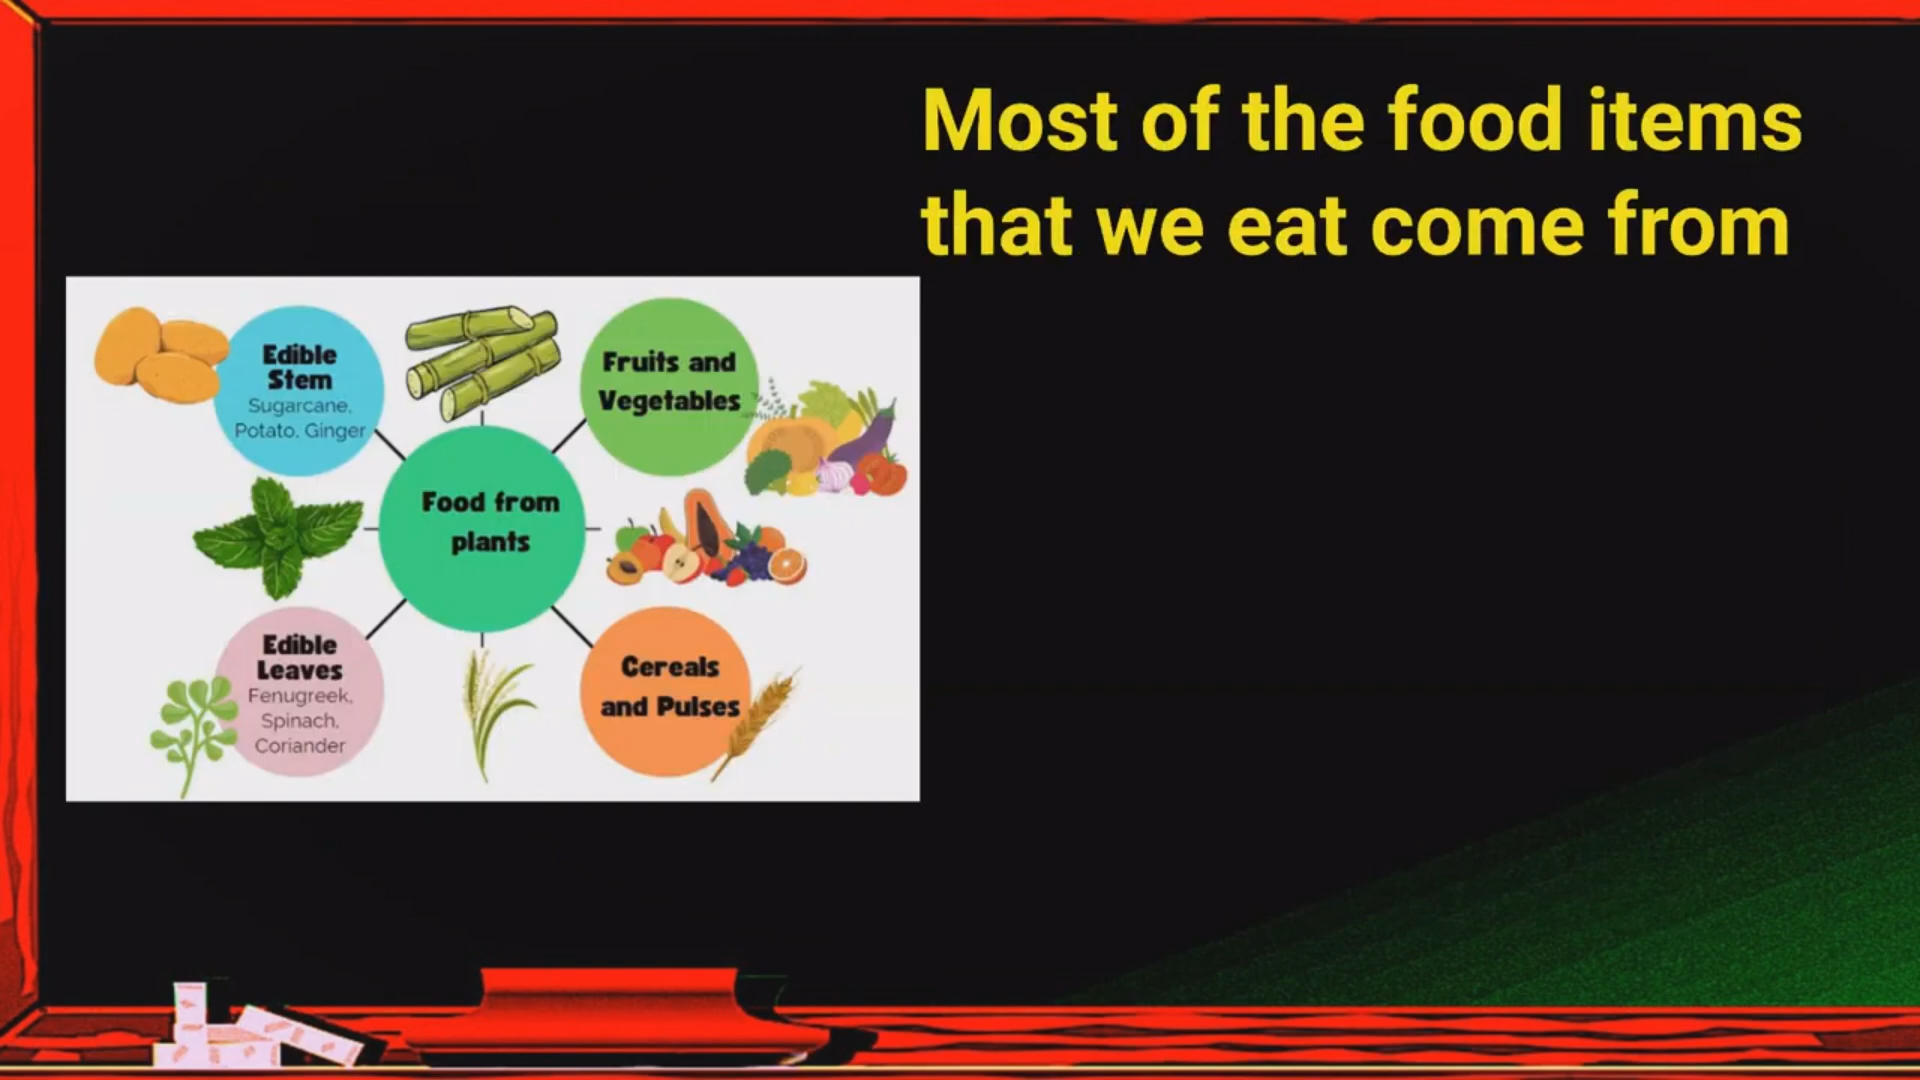 Most of the food items
that we eat come from
Edible
Stem
Sugarcane,
Potato, Ginger
Fruits and
Vegetables
Food from
plants
Edible
Leaves
Fenugreek,
Spinach,
Coriander
Cereals
and Pulses